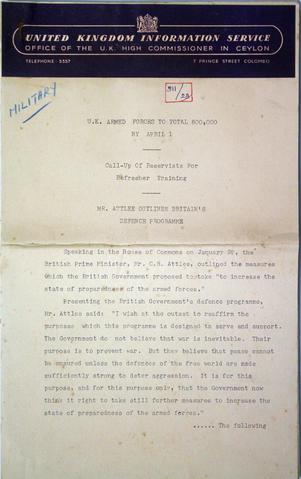 UNITED KINGDOM INFORMATION SERVICE
OFFICE OF THE U.K. HIGH COMMISSIONER IN CEYLON
TELEPHONE: 5357 7 PRINCE STREET COLOMBO
MILITARY
U.K. ARMED FORCES TO TOTAL 800,000
BY APRIL 1
Call-Up Of Reservists For
Refresher Training
MR. ATTLEE OUTLINES BRITAIN'S
DEFENCE PROGRAMME
Speaking in the House of Commons on January the
British Prime Minister, Mr. C.R. Attlee, outlined the measures
which the British Government proposed to take "to increase the
state of preparedness of the armed forces."
Presenting the British Government's defence programme,
Mr. Attlee said: "I wish at the outset to reaffirm the
purposes which this programme is designed to serve and support.
The Government do not believe that war is inevitable. Their
purpose is to prevent war. But they believe that peace cannot
be ensured unless the defences of the free world are made
sufficiently strong to deter aggression. It is for this
purpose, and for this purpose only, that the Government now
think it right to take still further measures to increase the
state of preparedness of the armed forces."
...... The following